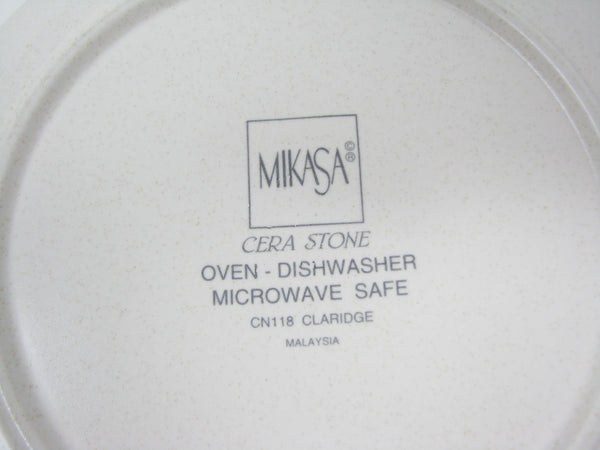 MIKASA ©®
CERA STONE
OVEN - DISHWASHER
MICROWAVE SAFE
CN118 CLARIDGE
MALAYSIA